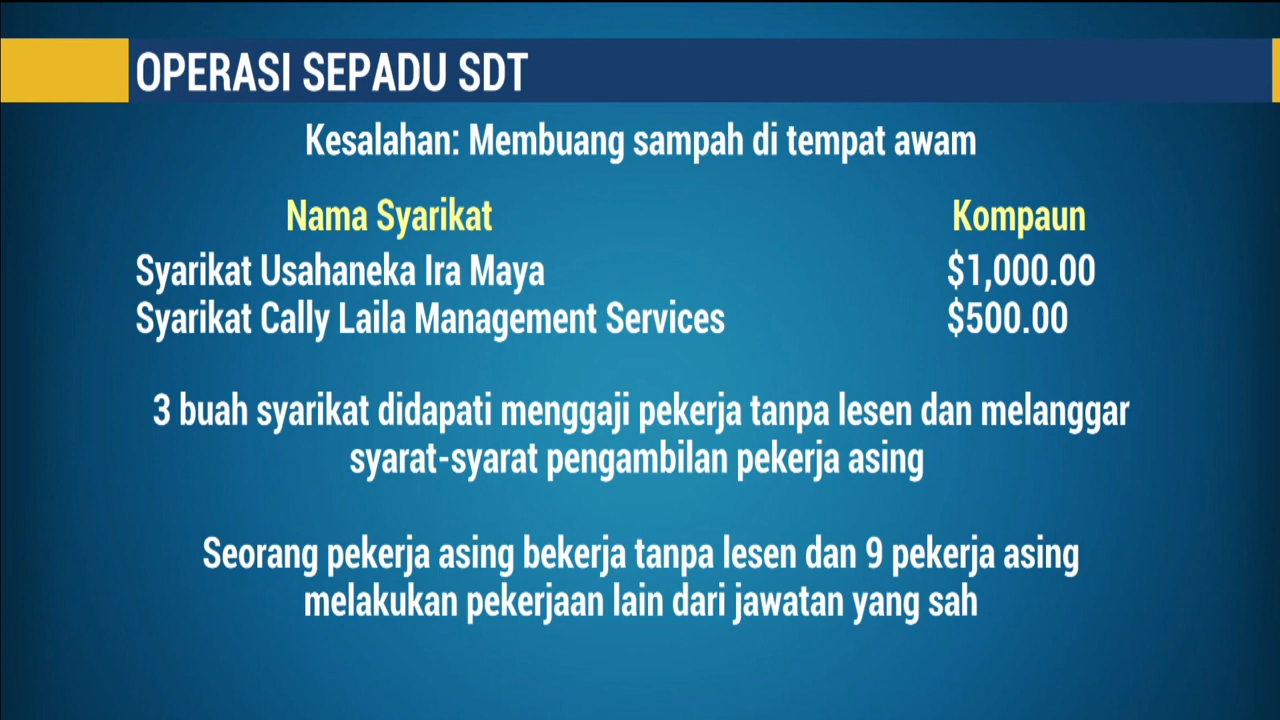 OPERASI SEPADU SDT
Kesalahan: Membuang sampah di tempat awam
Nama Syarikat Kompaun
Syarikat Usahaneka Ira Maya $1,000.00
Syarikat Cally Laila Management Services $500.00
3 buah syarikat didapati menggaji pekerja tanpa lesen dan melanggar
syarat-syarat pengambilan pekerja asing
Seorang pekerja asing bekerja tanpa lesen dan 9 pekerja asing
melakukan pekerjaan lain dari jawatan yang sah